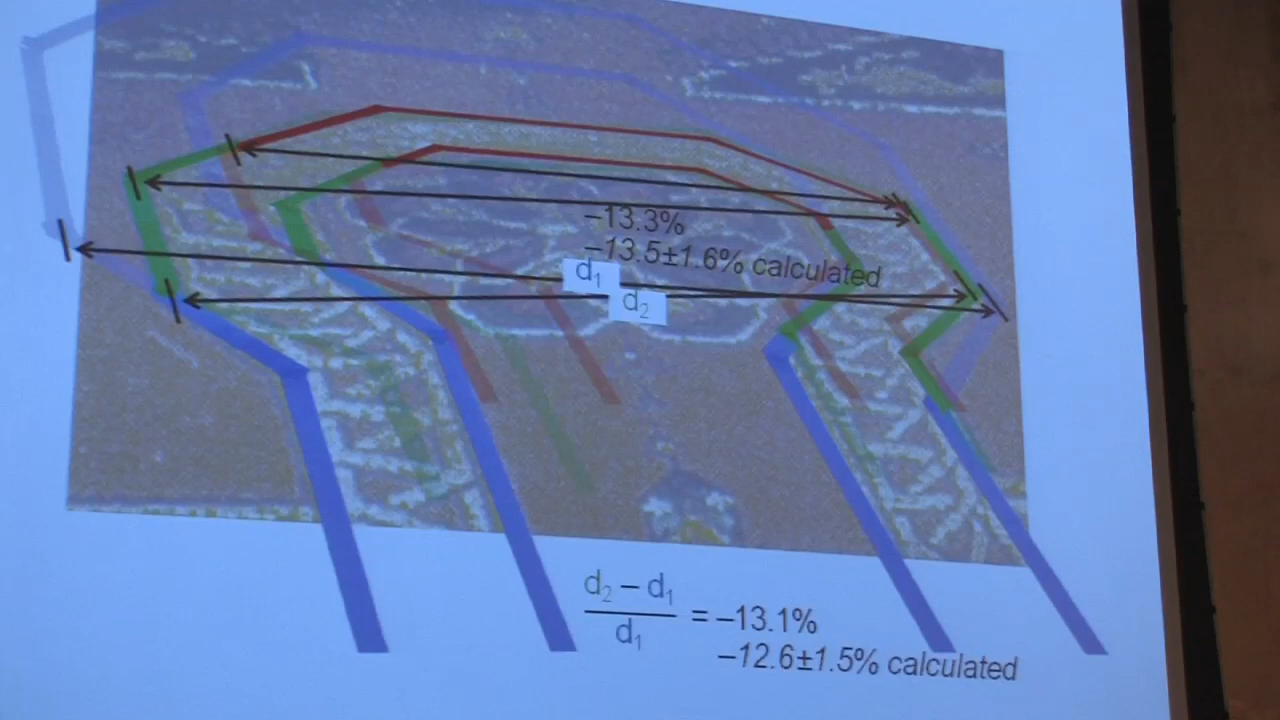 –13.3%
–13.5±1.6% calculated
d₁
d₂
d₂ – d₁
d₁
= –13.1%
–12.6±1.5% calculated